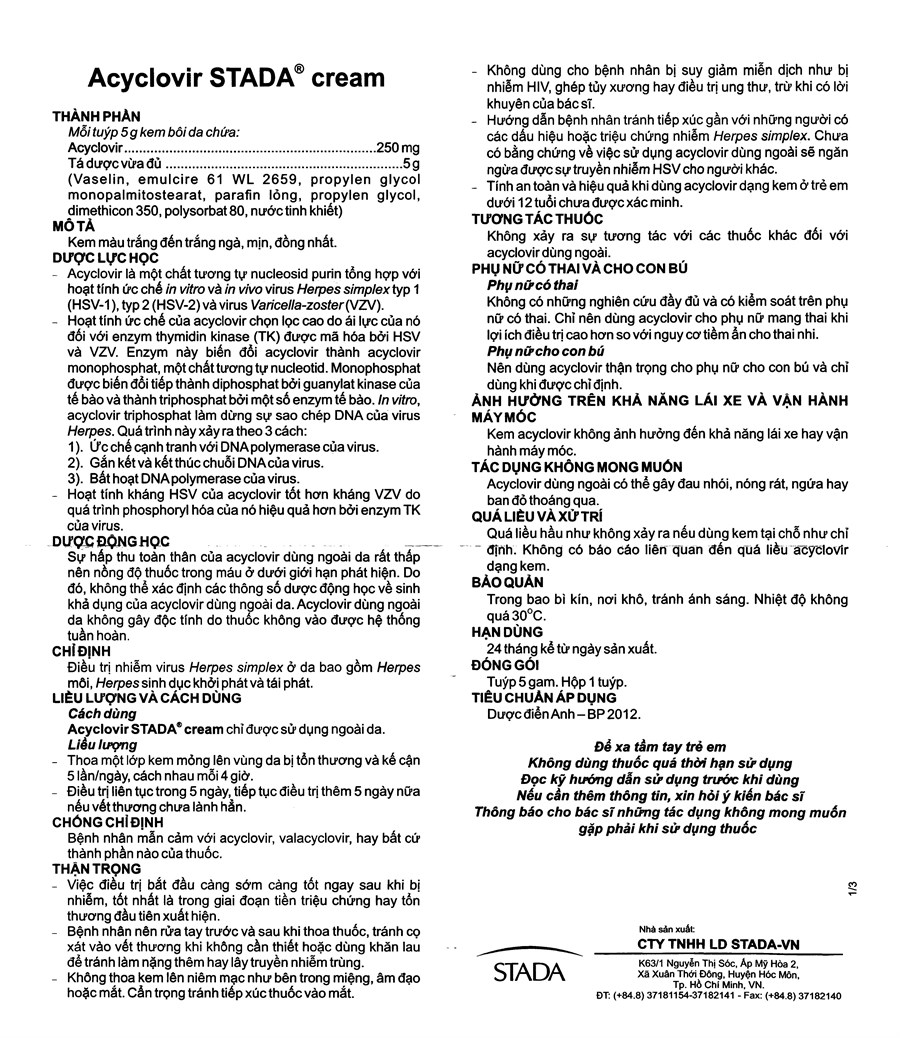 Acyclovir STADA® cream
THÀNH PHẦN
Mỗi tuýp 5 g kem bôi da chứa:
Acyclovir................................................................250 mg
Tá dược vừa đủ .............................................................5 g
(Vaselin, emulcire 61 WL 2659, propylen glycol
monopalmitostearat, parafin lỏng, propylen glycol,
dimethicon 350, polysorbat 80, nước tinh khiết)
MÔ TẢ
Kem màu trắng đến trắng ngà, mịn, đồng nhất.
DƯỢC LỰC HỌC
- Acyclovir là một chất tương tự nucleosid purin tổng hợp với
hoạt tính ức chế in vitro và in vivo virus Herpes simplex typ 1
(HSV-1), typ 2 (HSV-2) và virus Varicella-zoster (VZV).
- Hoạt tính ức chế của acyclovir chọn lọc cao do ái lực của nó
đối với enzym thymidin kinase (TK) được mã hóa bởi HSV
và VZV. Enzym này biến đổi acyclovir thành acyclovir
monophosphat, một chất tương tự nucleotid. Monophosphat
được biến đổi tiếp thành diphosphat bởi guanylat kinase của
tế bào và thành triphosphat bởi một số enzym tế bào. In vitro,
acyclovir triphosphat làm dừng sự sao chép DNA của virus
Herpes. Quá trình này xảy ra theo 3 cách:
1). Ức chế cạnh tranh với DNA polymerase của virus.
2). Gắn kết và kết thúc chuỗi DNA của virus.
3). Bất hoạt DNA polymerase của virus.
- Hoạt tính kháng HSV của acyclovir tốt hơn kháng VZV do
quá trình phosphoryl hóa của nó hiệu quả hơn bởi enzym TK
của virus.
DƯỢC ĐỘNG HỌC
Sự hấp thu toàn thân của acyclovir dùng ngoài da rất thấp
nên nồng độ thuốc trong máu ở dưới giới hạn phát hiện. Do
đó, không thể xác định các thông số dược động học về sinh
khả dụng của acyclovir dùng ngoài da. Acyclovir dùng ngoài
da không gây độc tính do thuốc không vào được hệ thống
tuần hoàn.
CHỈ ĐỊNH
Điều trị nhiễm virus Herpes simplex ở da bao gồm Herpes
môi, Herpes sinh dục khởi phát và tái phát.
LIỀU LƯỢNG VÀ CÁCH DÙNG
Cách dùng
Acyclovir STADA® cream chỉ được sử dụng ngoài da.
Liều lượng
- Thoa một lớp kem mỏng lên vùng da bị tổn thương và kế cận
5 lần/ngày, cách nhau mỗi 4 giờ.
- Điều trị liên tục trong 5 ngày, tiếp tục điều trị thêm 5 ngày nữa
nếu vết thương chưa lành hẳn.
CHỐNG CHỈ ĐỊNH
Bệnh nhân mẫn cảm với acyclovir, valacyclovir, hay bất cứ
thành phần nào của thuốc.
THẬN TRỌNG
- Việc điều trị bắt đầu càng sớm càng tốt ngay sau khi bị
nhiễm, tốt nhất là trong giai đoạn tiền triệu chứng hay tổn
thương đầu tiên xuất hiện.
- Bệnh nhân nên rửa tay trước và sau khi thoa thuốc, tránh cọ
xát vào vết thương khi không cần thiết hoặc dùng khăn lau
để tránh làm nặng thêm hay lây truyền nhiễm trùng.
- Không thoa kem lên niêm mạc như bên trong miệng, âm đạo
hoặc mắt. Cẩn trọng tránh tiếp xúc thuốc vào mắt.
- Không dùng cho bệnh nhân bị suy giảm miễn dịch như bị
nhiễm HIV, ghép tủy xương hay điều trị ung thư, trừ khi có lời
khuyên của bác sĩ.
- Hướng dẫn bệnh nhân tránh tiếp xúc gần với những người có
các dấu hiệu hoặc triệu chứng nhiễm Herpes simplex. Chưa
có bằng chứng về việc sử dụng acyclovir dùng ngoài sẽ ngăn
ngừa được sự truyền nhiễm HSV cho người khác.
- Tính an toàn và hiệu quả khi dùng acyclovir dạng kem ở trẻ em
dưới 12 tuổi chưa được xác minh.
TƯƠNG TÁC THUỐC
Không xảy ra sự tương tác với các thuốc khác đối với
acyclovir dùng ngoài.
PHỤ NỮ CÓ THAI VÀ CHO CON BÚ
Phụ nữ có thai
Không có những nghiên cứu đầy đủ và có kiểm soát trên phụ
nữ có thai. Chỉ nên dùng acyclovir cho phụ nữ mang thai khi
lợi ích điều trị cao hơn so với nguy cơ tiềm ẩn cho thai nhi.
Phụ nữ cho con bú
Nên dùng acyclovir thận trọng cho phụ nữ cho con bú và chỉ
dùng khi được chỉ định.
ẢNH HƯỞNG TRÊN KHẢ NĂNG LÁI XE VÀ VẬN HÀNH
MÁY MÓC
Kem acyclovir không ảnh hưởng đến khả năng lái xe hay vận
hành máy móc.
TÁC DỤNG KHÔNG MONG MUỐN
Acyclovir dùng ngoài có thể gây đau nhói, nóng rát, ngứa hay
ban đỏ thoáng qua.
QUÁ LIỀU VÀ XỬ TRÍ
Quá liều hầu như không xảy ra nếu dùng kem tại chỗ như chỉ
định. Không có báo cáo liên quan đến quá liều acyclovir
dạng kem.
BẢO QUẢN
Trong bao bì kín, nơi khô, tránh ánh sáng. Nhiệt độ không
quá 30°C.
HẠN DÙNG
24 tháng kể từ ngày sản xuất.
ĐÓNG GÓI
Tuýp 5 gam. Hộp 1 tuýp.
TIÊU CHUẨN ÁP DỤNG
Dược điển Anh – BP 2012.
Để xa tầm tay trẻ em
Không dùng thuốc quá thời hạn sử dụng
Đọc kỹ hướng dẫn sử dụng trước khi dùng
Nếu cần thêm thông tin, xin hỏi ý kiến bác sĩ
Thông báo cho bác sĩ những tác dụng không mong muốn
gặp phải khi sử dụng thuốc
1/3
STADA
Nhà sản xuất:
CTY TNHH LD STADA-VN
K63/1 Nguyễn Thị Sóc, Ấp Mỹ Hòa 2,
Xã Xuân Thới Đông, Huyện Hóc Môn,
Tp. Hồ Chí Minh, VN.
ĐT: (+84.8) 37181154-37182141 - Fax: (+84.8) 37182140